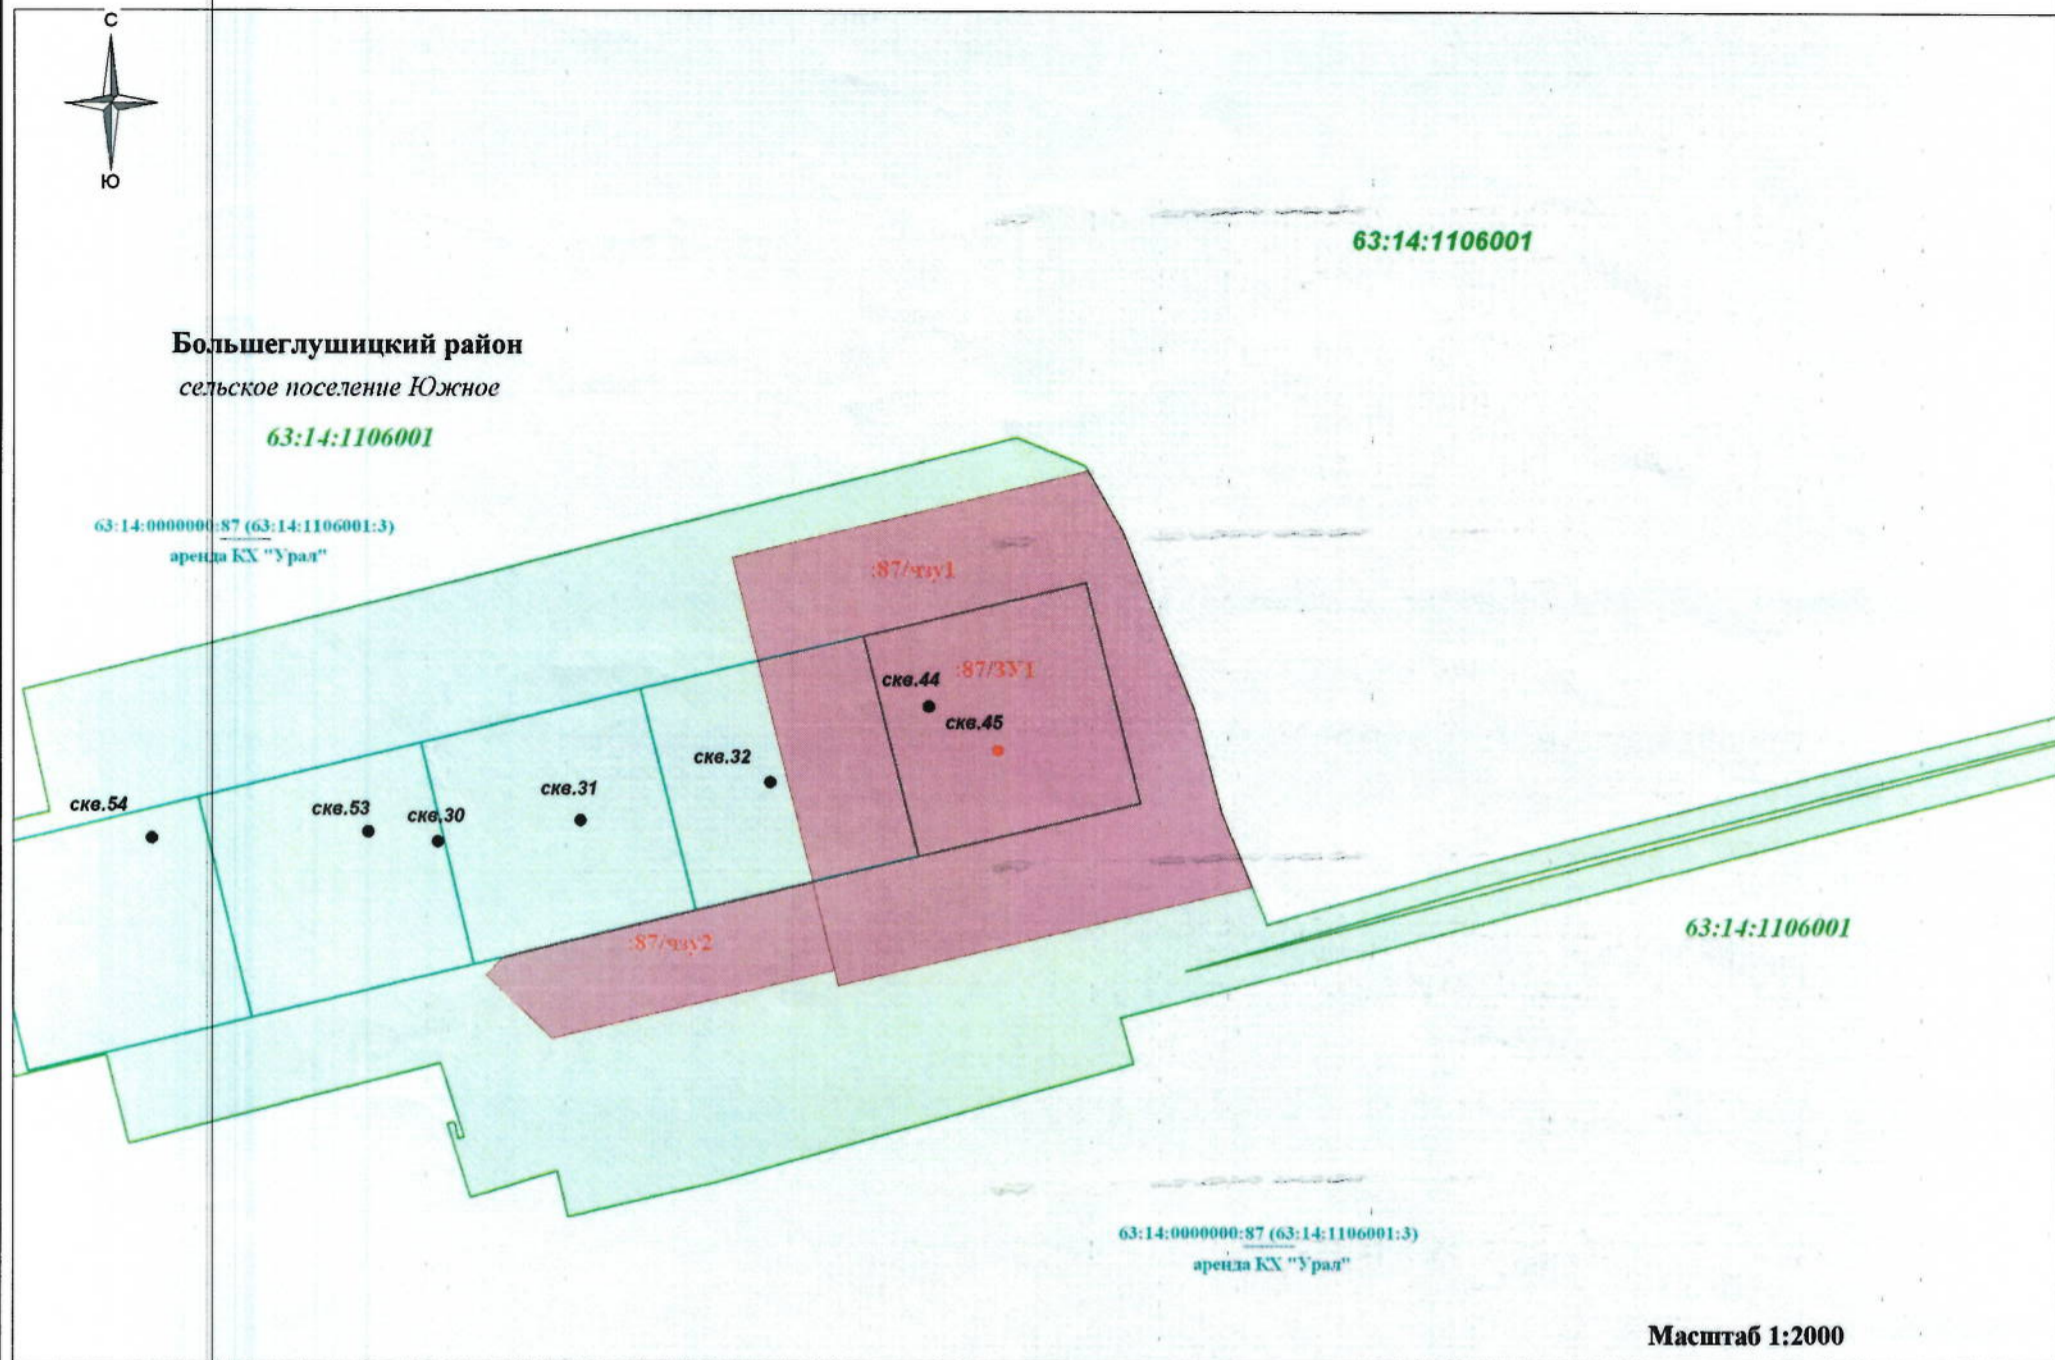 С
Ю
63:14:1106001
Большеглушицкий район
сельское поселение Южное
63:14:1106001
63:14:0000000:87 (63:14:1106001:3)
аренда КХ "Урал"
:87/чзу1
:87/ЗУ1
скв.44
скв.45
скв.32
скв.31
скв.54
скв.53
скв.30
63:14:1106001
:87/чзу2
63:14:0000000:87 (63:14:1106001:3)
аренда КХ "Урал"
Масштаб 1:2000